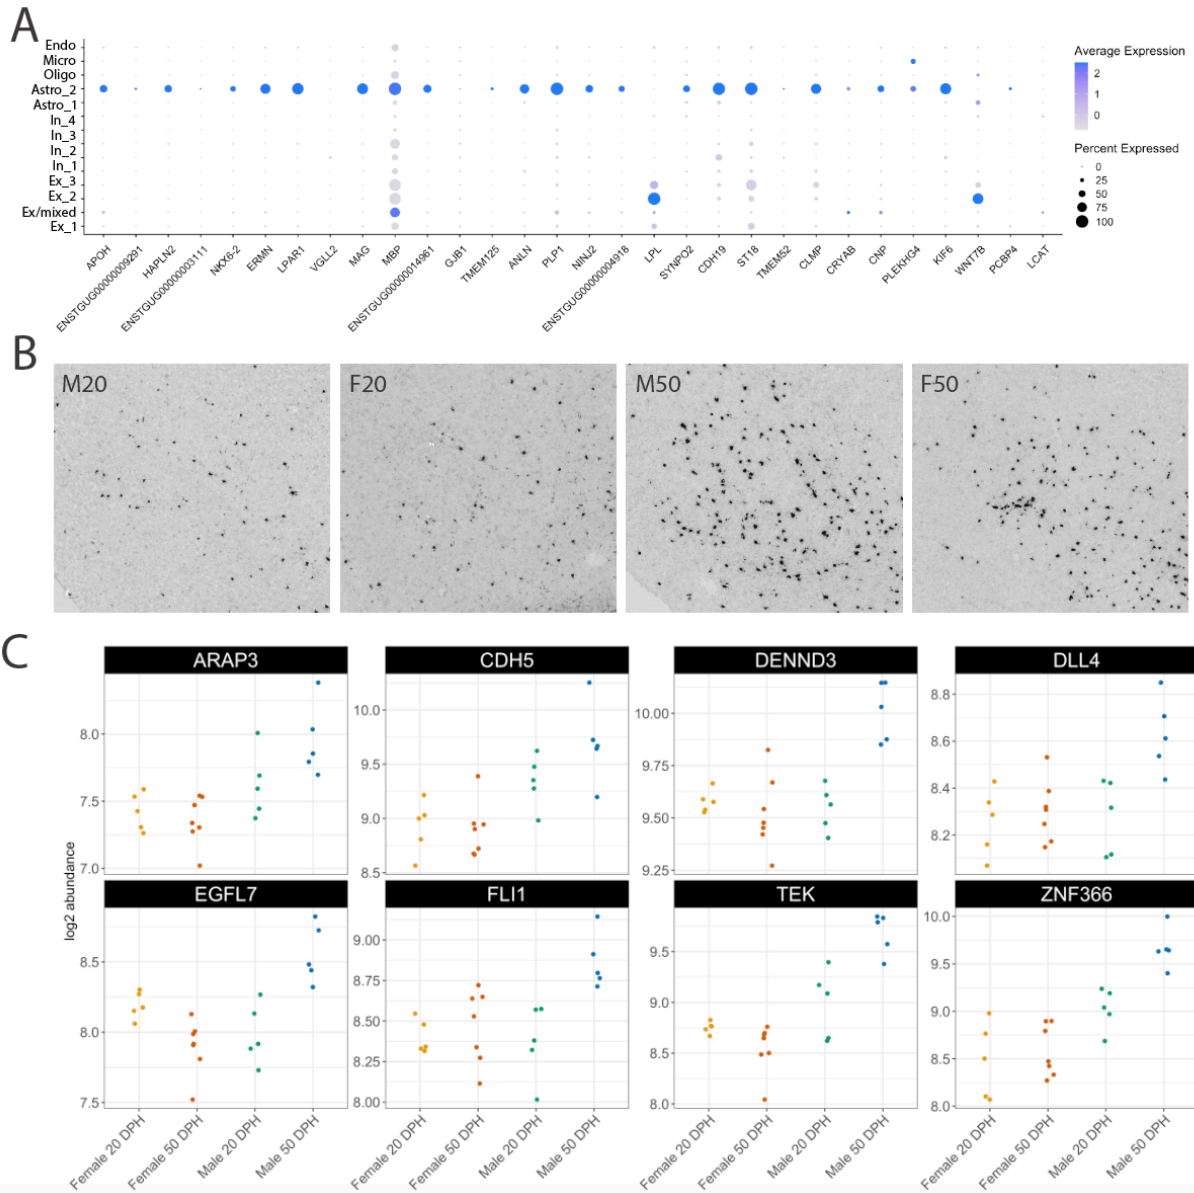 A
Endo
Micro
Oligo
Astro_2
Astro_1
In_4
In_3
In_2
In_1
Ex_3
Ex_2
Ex/mixed
Ex_1
APOH
ENSTGUG00000009291
HAPLN2
ENSTGUG00000003111
NKX6-2
ERMN
LPAR1
VGLL2
MAG
MBP
ENSTGUG00000014961
GJB1
TMEM125
ANLN
PLP1
NINJ2
ENSTGUG00000004918
LPL
SYNPO2
CDH19
ST18
TMEM52
CLMP
CRYAB
CNP
PLEKHG4
KIF6
WNT7B
PCBP4
LCAT
Average Expression
2
1
0
Percent Expressed
0
25
50
75
100
B
M20
F20
M50
F50
C
log2 abundance
ARAP3
8.0
7.5
7.0
CDH5
10.0
9.5
9.0
8.5
DENND3
10.00
9.75
9.50
9.25
DLL4
8.8
8.6
8.4
8.2
EGFL7
8.5
8.0
7.5
FLI1
9.00
8.75
8.50
8.25
8.00
TEK
9.5
9.0
8.5
8.0
ZNF366
10.0
9.5
9.0
8.5
8.0
Female 20 DPH
Female 50 DPH
Male 20 DPH
Male 50 DPH
Female 20 DPH
Female 50 DPH
Male 20 DPH
Male 50 DPH
Female 20 DPH
Female 50 DPH
Male 20 DPH
Male 50 DPH
Female 20 DPH
Female 50 DPH
Male 20 DPH
Male 50 DPH